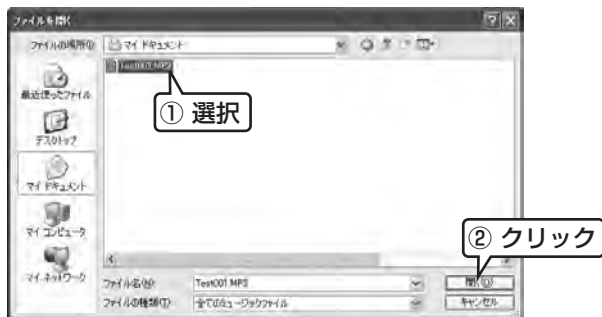 ファイルを開く
ファイルの場所(I):
マイ ドキュメント
Test001.MP3
① 選択
最近使ったファイル
デスクトップ
マイ ドキュメント
マイ コンピュータ
マイ ネットワーク
② クリック
ファイル名(N):
Test001.MP3
開く(O)
ファイルの種類(T):
全てのミュージックファイル
キャンセル